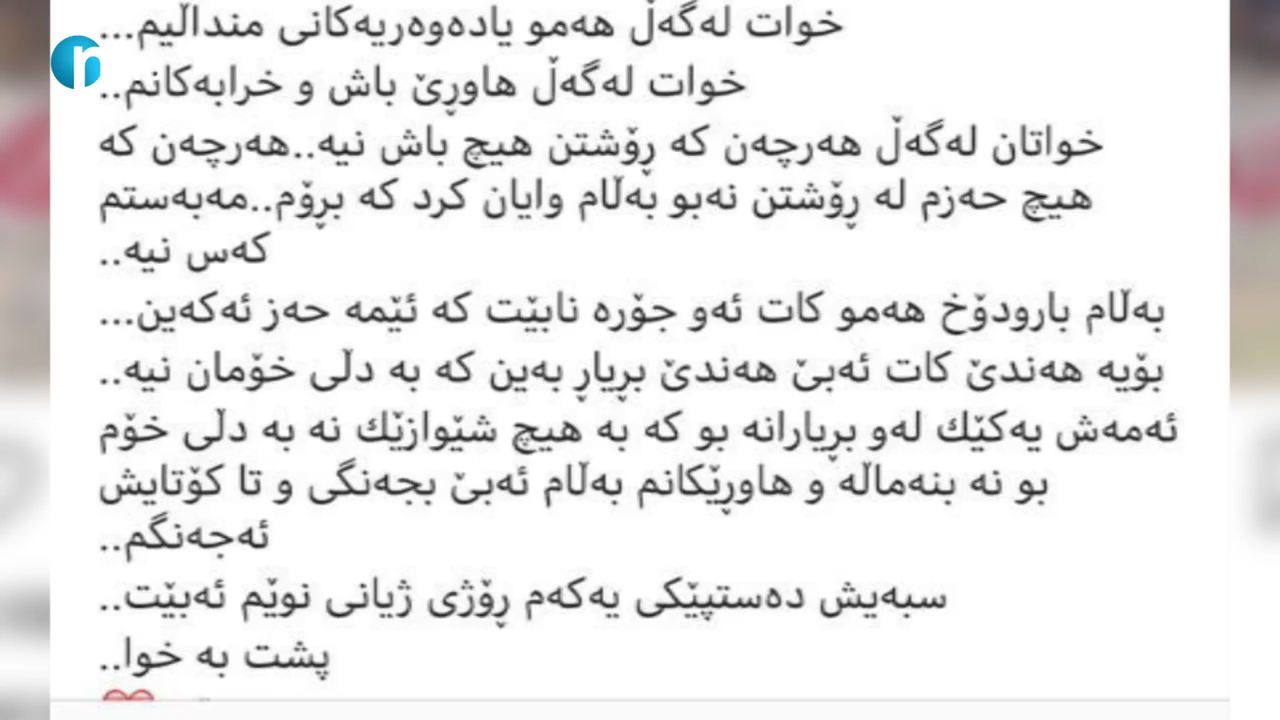 خوات لەگەڵ هەمو یادەوەریەکانی منداڵیم...
خوات لەگەڵ هاوڕێ باش و خرابەکانم..
خواتان لەگەڵ هەرچەن کە ڕۆشتن هیچ باش نیە..هەرچەن کە
هیچ حەزم لە ڕۆشتن نەبو بەڵام وایان کرد کە بڕۆم..مەبەستم
کەس نیە..
بەڵام بارودۆخ هەمو کات ئەو جۆرە نابێت کە ئێمە حەز ئەکەین...
بۆیە هەندێ کات ئەبێ هەندێ بڕیاڕ بەین کە بە دڵی خۆمان نیە..
ئەمەش یەکێك لەو بڕیارانە بو کە بە هیچ شێوازێك نە بە دڵی خۆم
بو نە بنەماڵە و هاوڕێکانم بەڵام ئەبێ بجەنگی و تا کۆتایش
ئەجەنگم..
سبەیش دەستپێکی یەکەم ڕۆژی ژیانی نوێم ئەبێت..
پشت بە خوا..